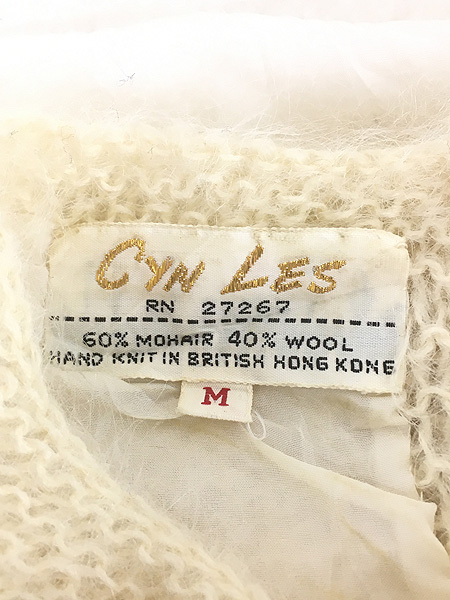 CYN LES
RN 27267
60% MOHAIR 40% WOOL
HAND KNIT IN BRITISH HONG KONG
M